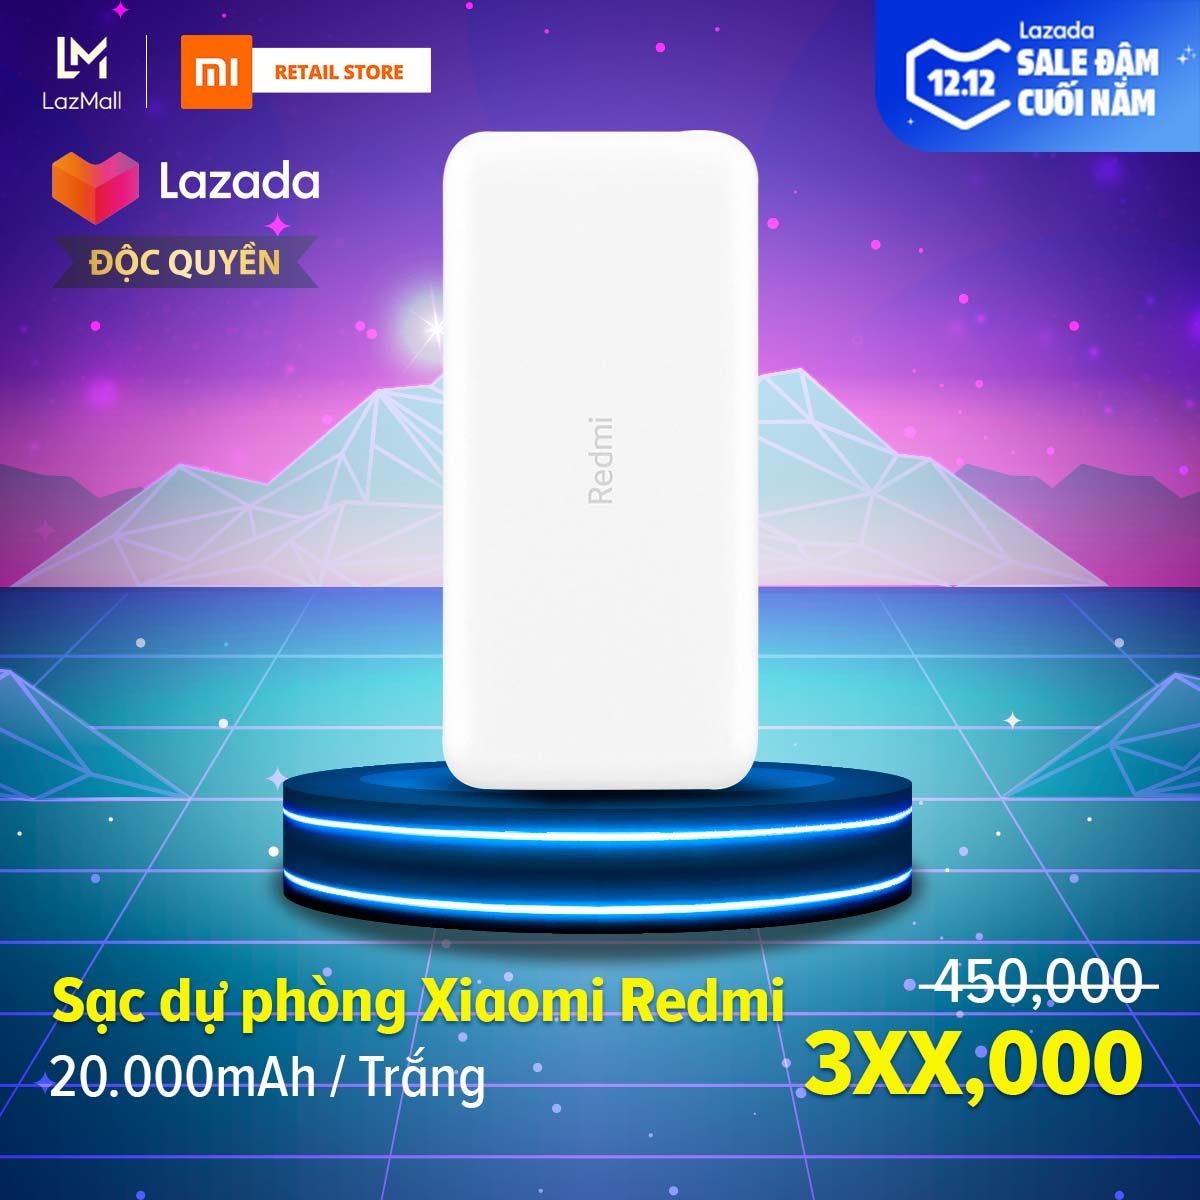 LM
LazMall
mi
RETAIL STORE
Lazada
12.12
SALE ĐẬM
CUỐI NĂM
Lazada
ĐỘC QUYỀN
Redmi
Sạc dự phòng Xiaomi Redmi
20.000mAh / Trắng
450,000
3XX,000